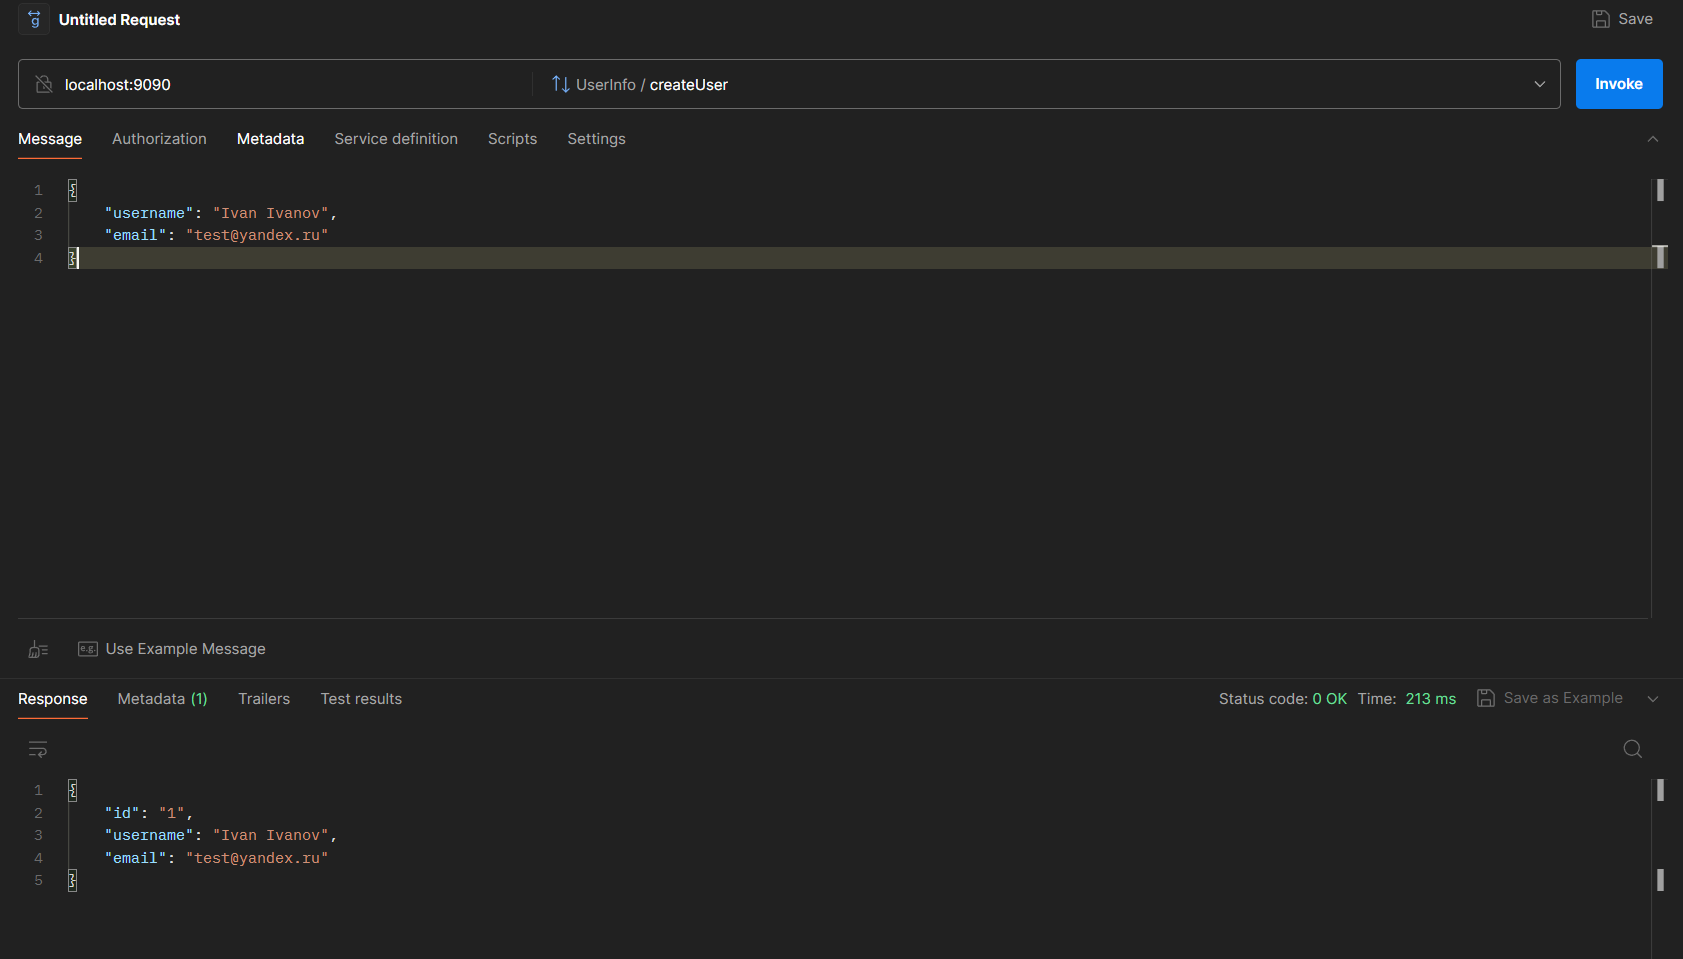 g Untitled Request Save
localhost:9090 UserInfo / createUser Invoke
Message Authorization Metadata Service definition Scripts Settings
1 {
2 "username": "Ivan Ivanov",
3 "email": "test@yandex.ru"
4 }
e.g. Use Example Message
Response Metadata (1) Trailers Test results Status code: 0 OK Time: 213 ms Save as Example
1 {
2 "id": "1",
3 "username": "Ivan Ivanov",
4 "email": "test@yandex.ru"
5 }